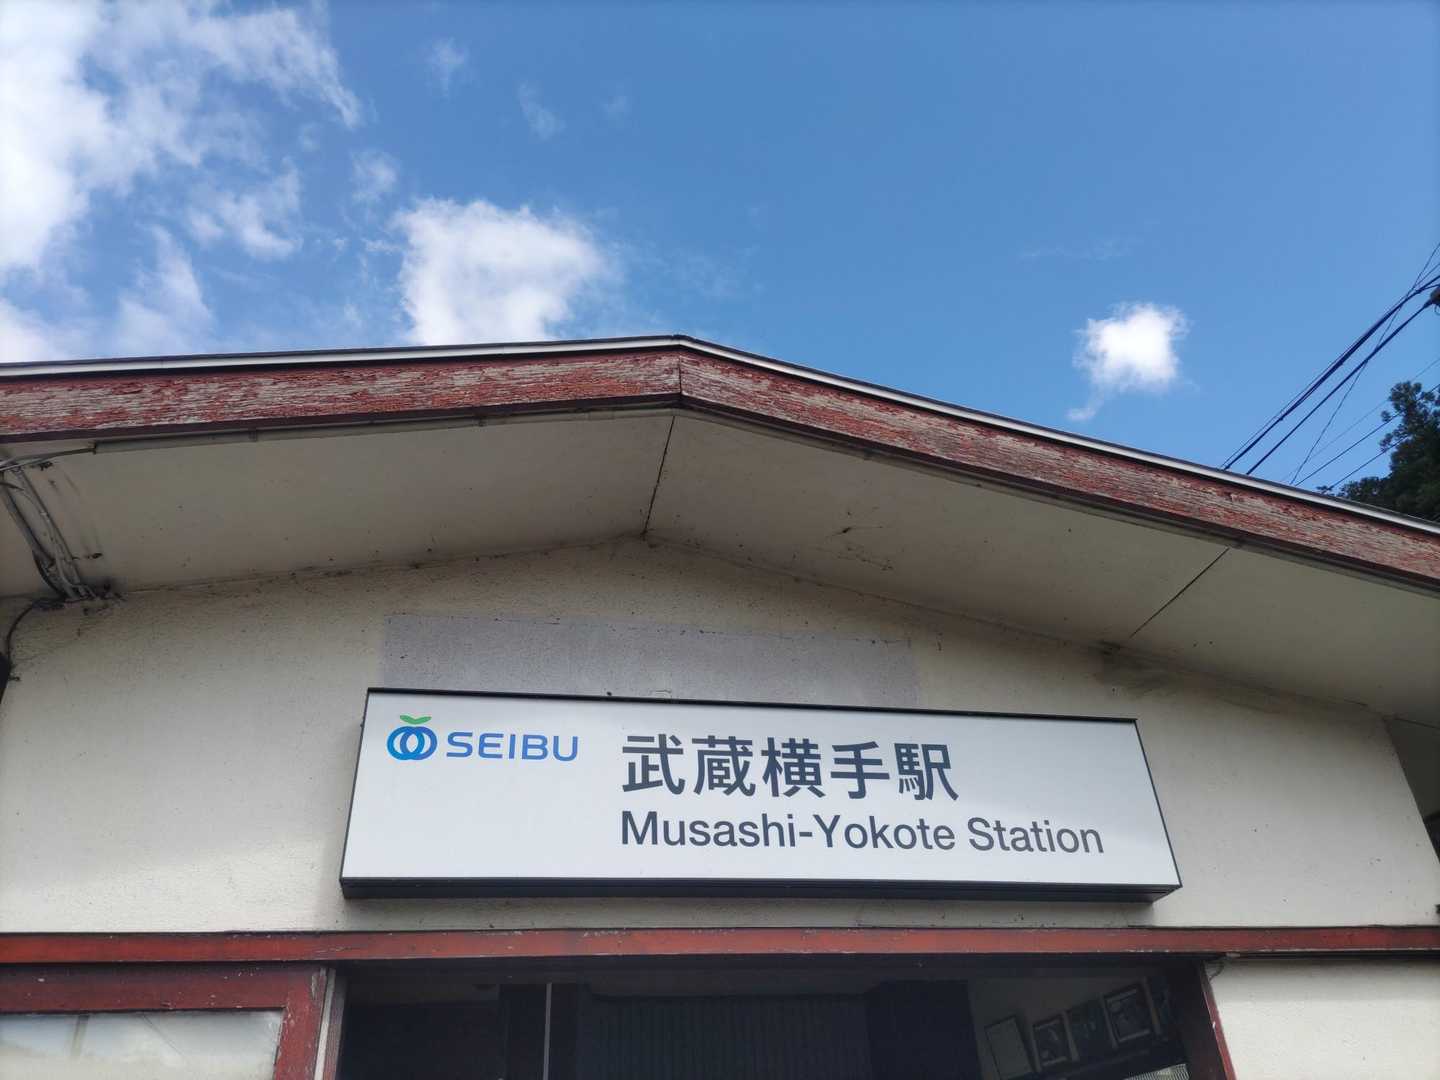 SEIBU
武蔵横手駅
Musashi-Yokote Station